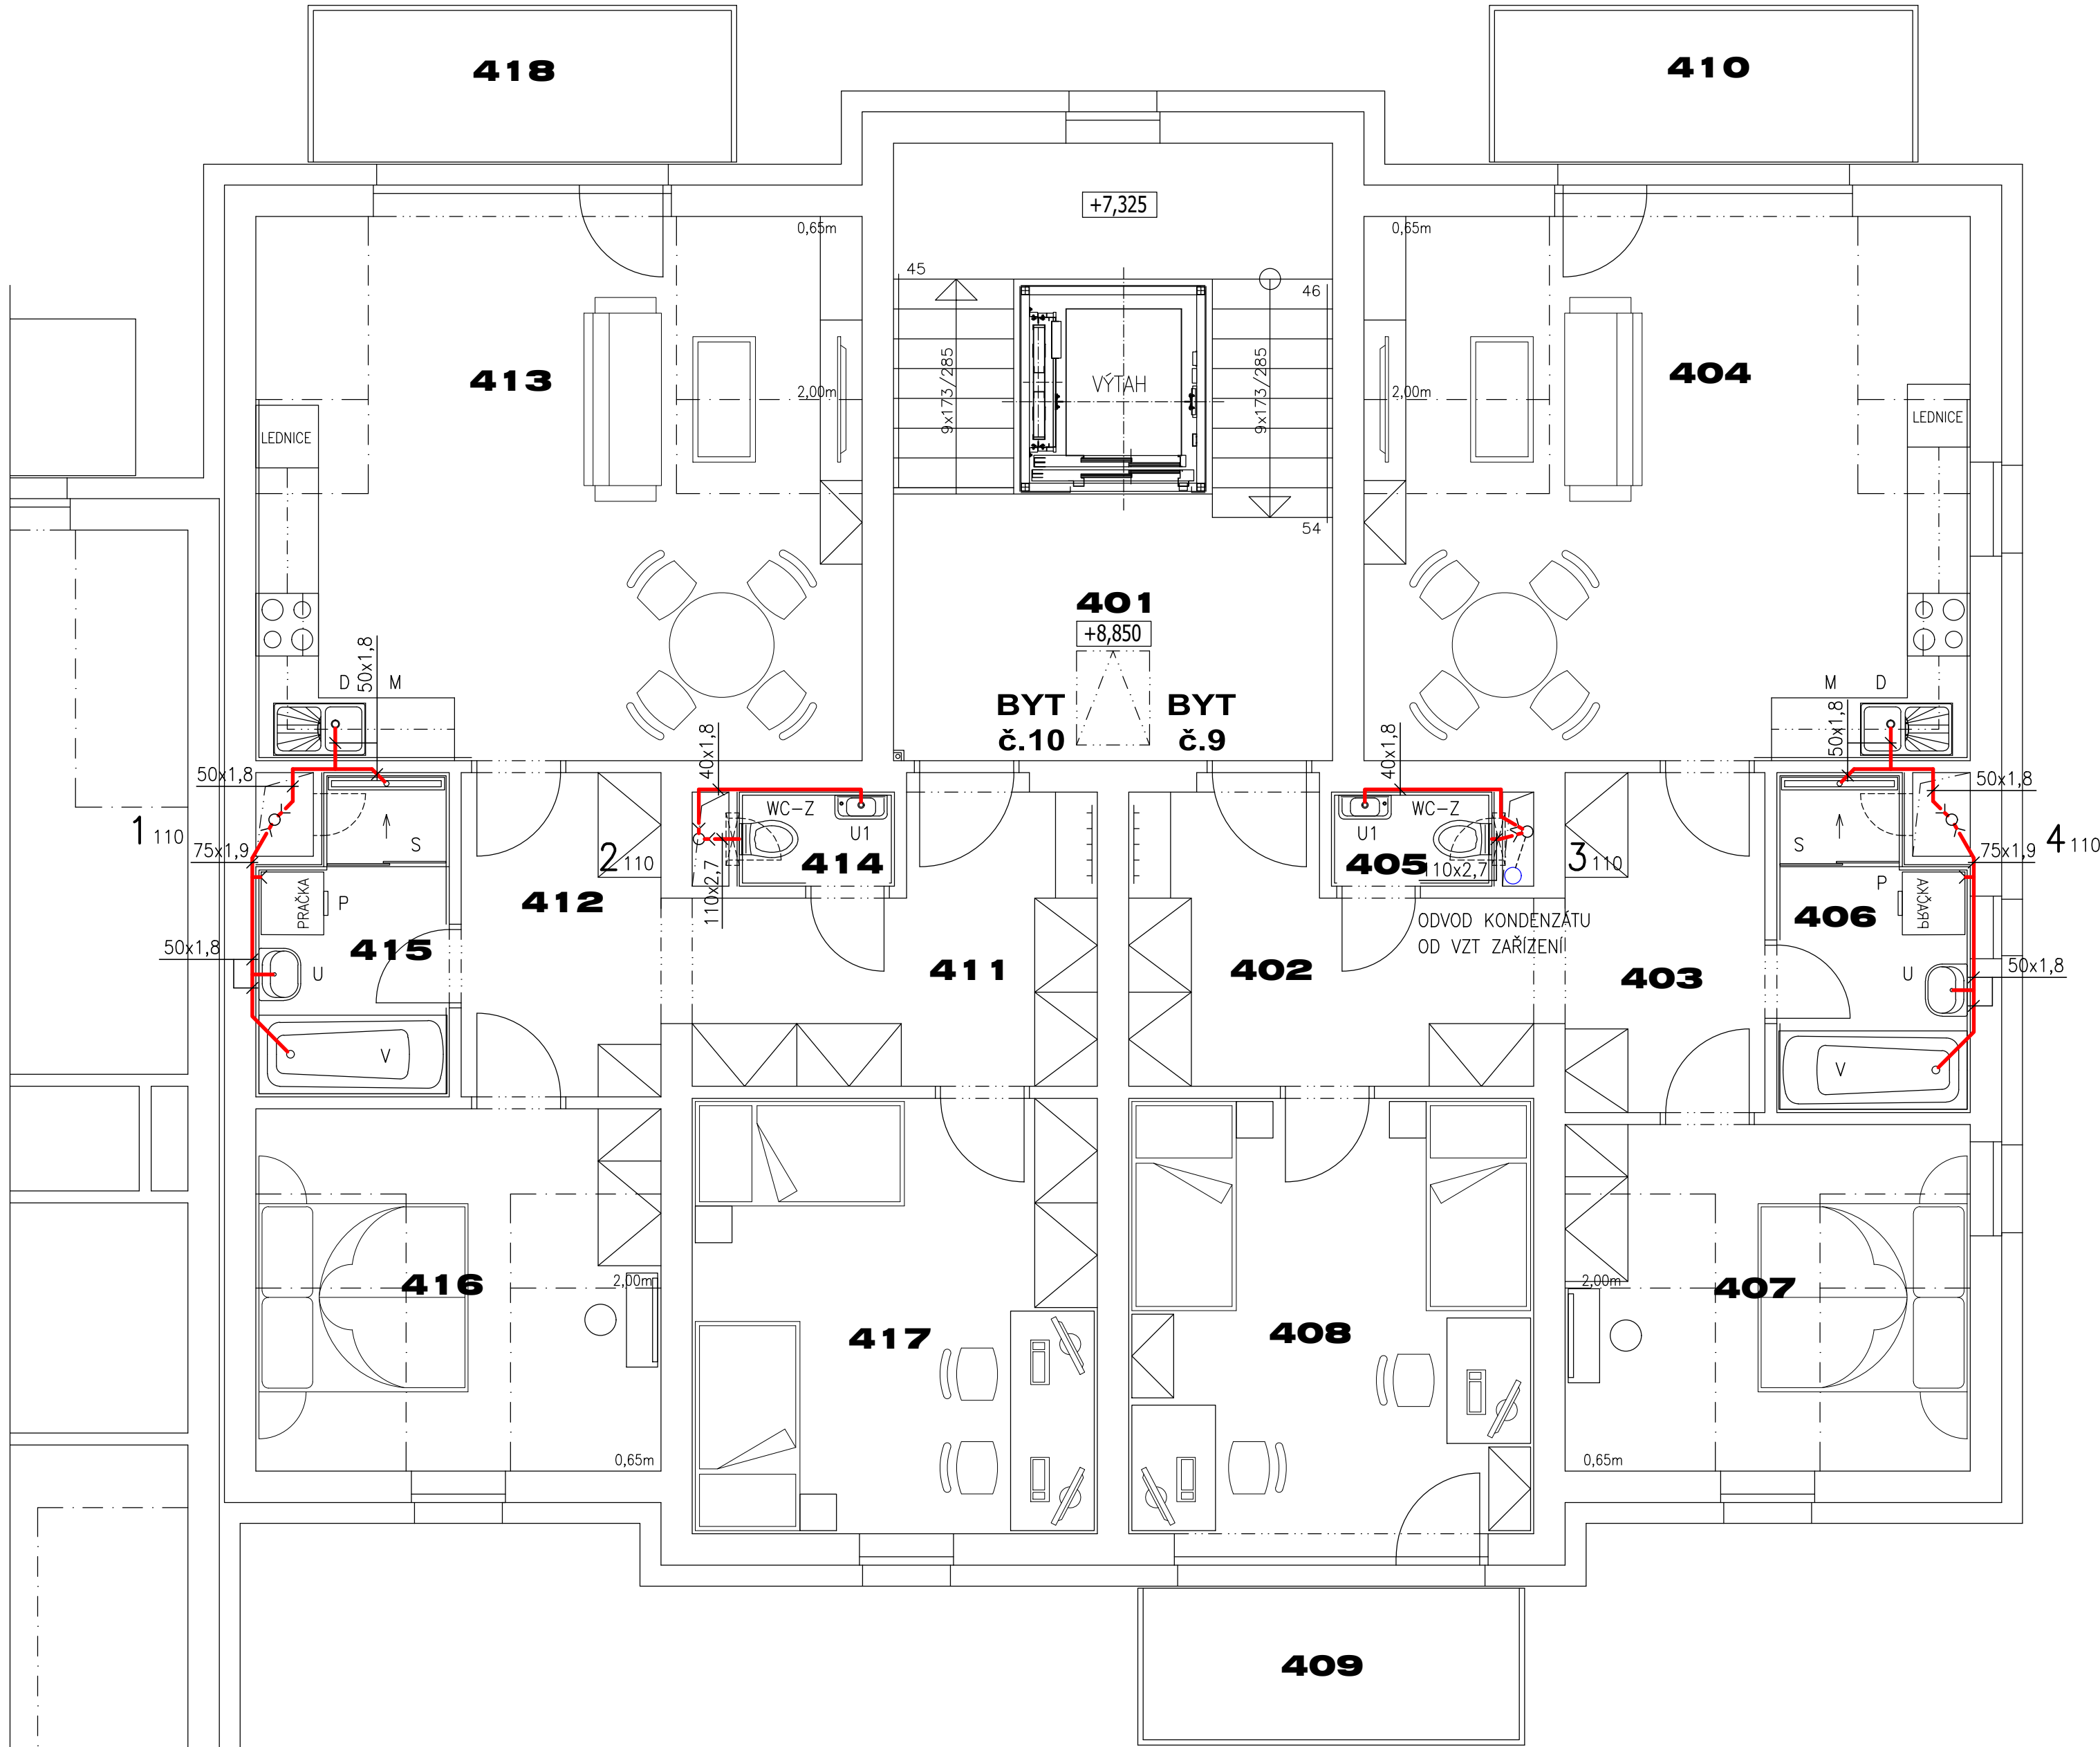 418
410
+7,325
0,65m
0,65m
45
46
9x173/285
9x173/285
VÝTAH
413
404
2,00m
2,00m
LEDNICE
LEDNICE
54
401
+8,850
D
50x1,8
M
M
D
50x1,8
BYT
č.10
BYT
č.9
40x1,8
40x1,8
50x1,8
50x1,8
WC-Z
U1
WC-Z
U1
1 110
2 110
3 110
4 110
S
S
75x1,9
75x1,9
414
405
110x2,7
110x2,7
PRAČKA
P
P
PRAČKA
412
406
415
ODVOD KONDENZÁTU
OD VZT ZAŘÍZENÍ
50x1,8
50x1,8
U
U
411
402
403
V
V
416
2,00m
2,00m
407
417
408
0,65m
0,65m
409